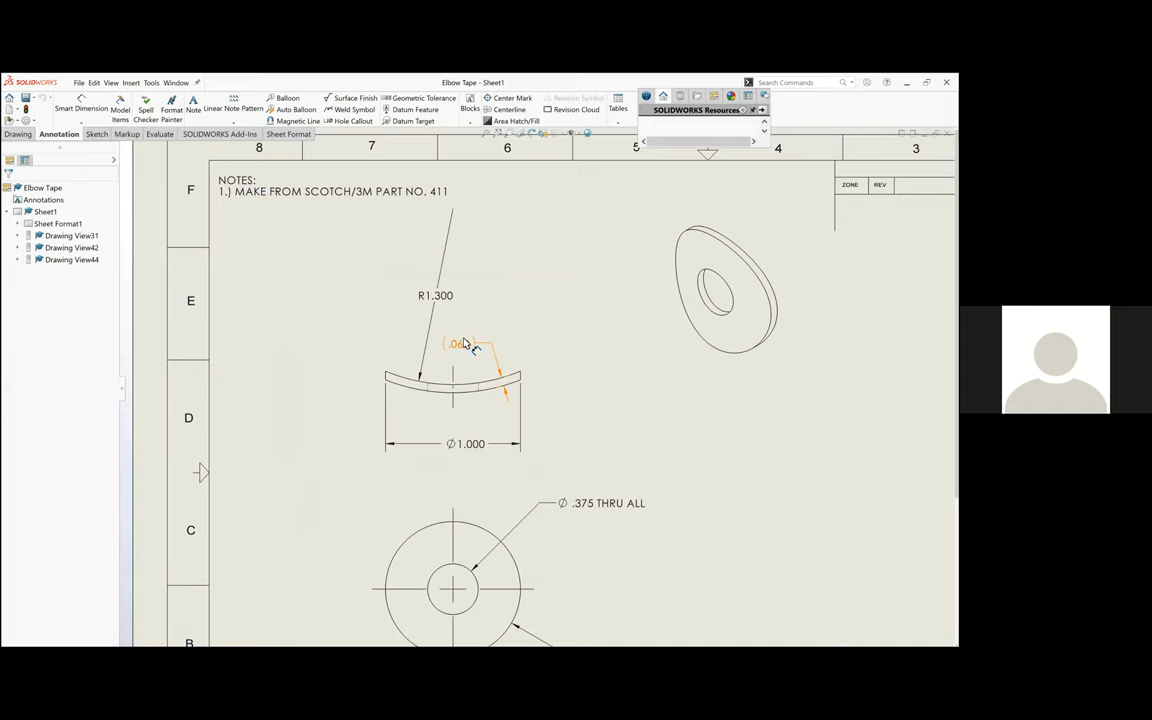 SOLIDWORKS File Edit View Insert Tools Window Elbow Tape - Sheet1 Search Commands
Smart Dimension Model Items Spell Checker Format Painter Note Linear Note Pattern Balloon Auto Balloon Magnetic Line Surface Finish Weld Symbol Hole Callout Geometric Tolerance Datum Feature Datum Target Blocks Center Mark Centerline Area Hatch/Fill Revision Symbol Revision Cloud Tables
SOLIDWORKS Resources
Drawing Annotation Sketch Markup Evaluate SOLIDWORKS Add-Ins Sheet Format
8 7 6 5 4 3
Elbow Tape
Annotations
Sheet1
Sheet Format1
Drawing View31
Drawing View42
Drawing View44
F
E
D
C
B
NOTES:
1.) MAKE FROM SCOTCH/3M PART NO. 411
ZONE REV
R1.300
Ø1.000
Ø .375 THRU ALL